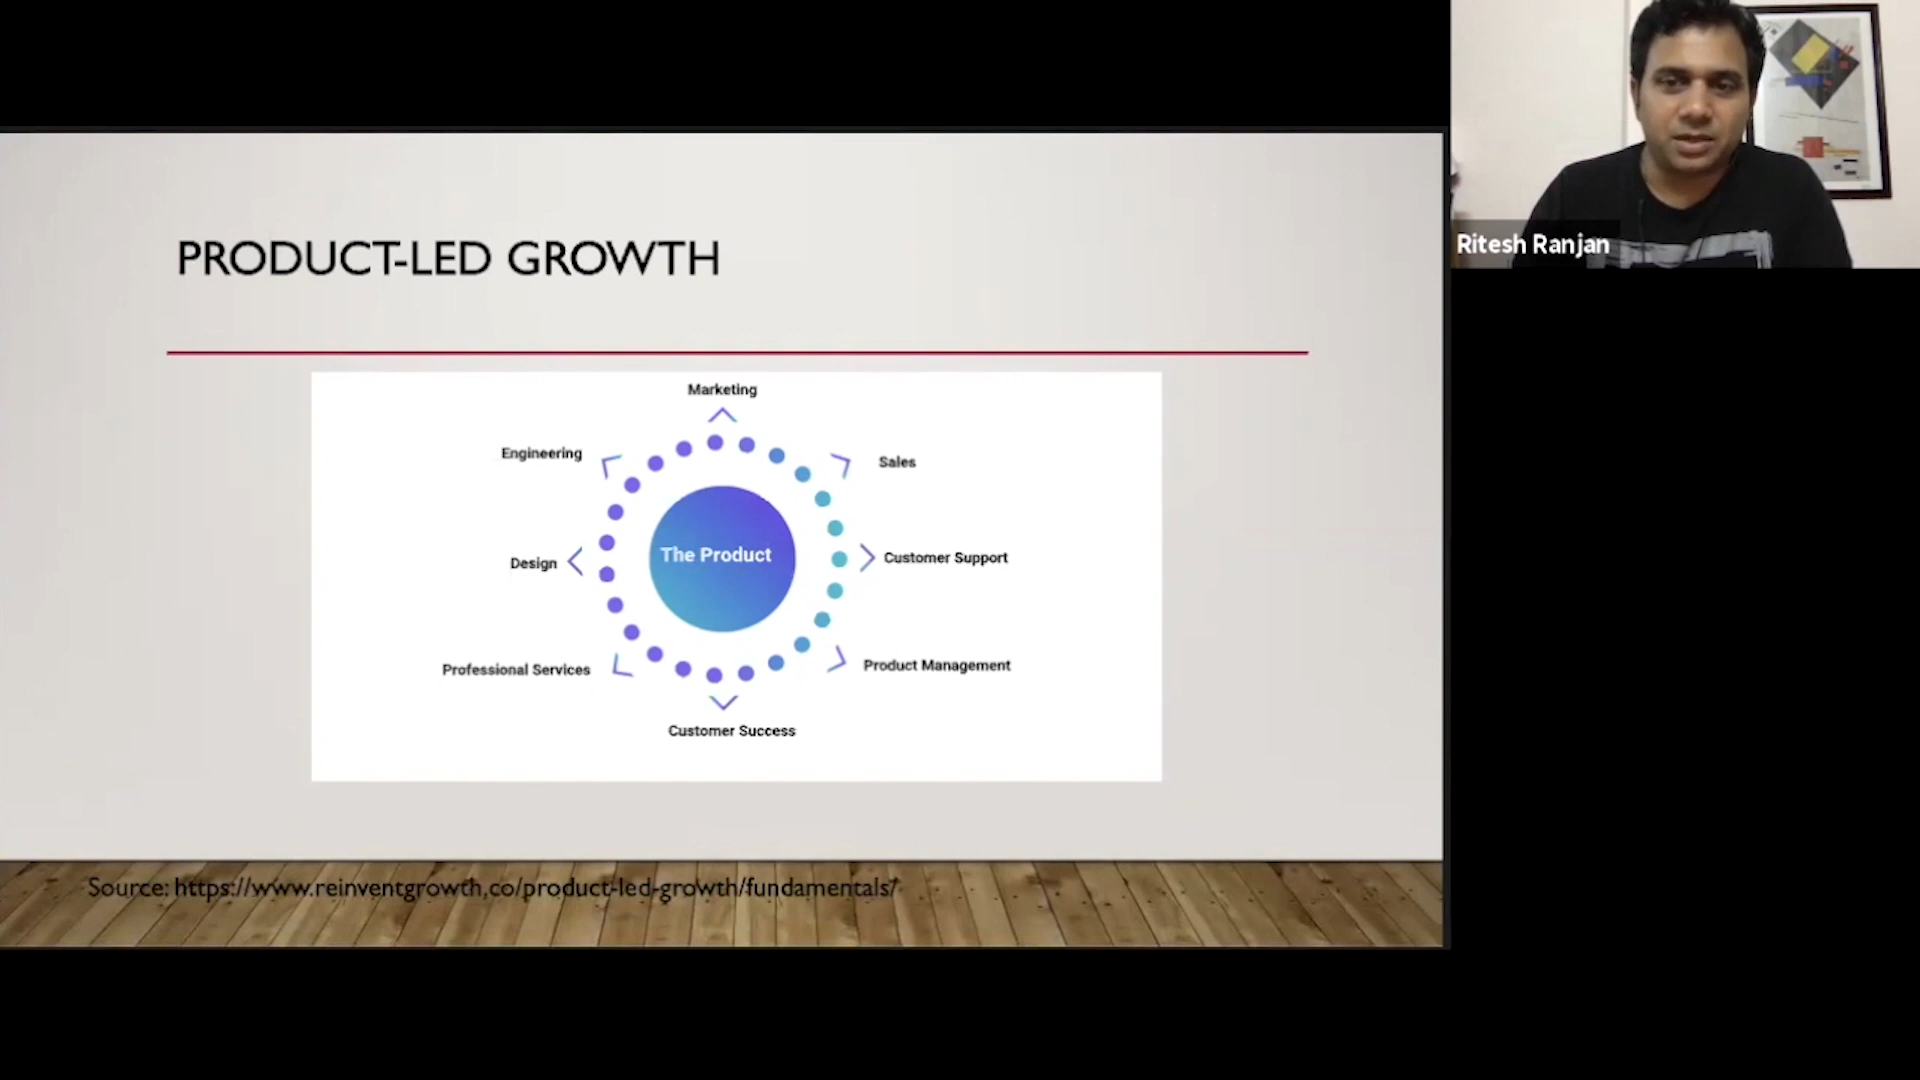 PRODUCT-LED GROWTH
Marketing
Engineering
Sales
The Product
Design
Customer Support
Professional Services
Product Management
Customer Success
Source: https://www.reinventgrowth,co/product-led-growth/fundamentals/
Ritesh Ranjan